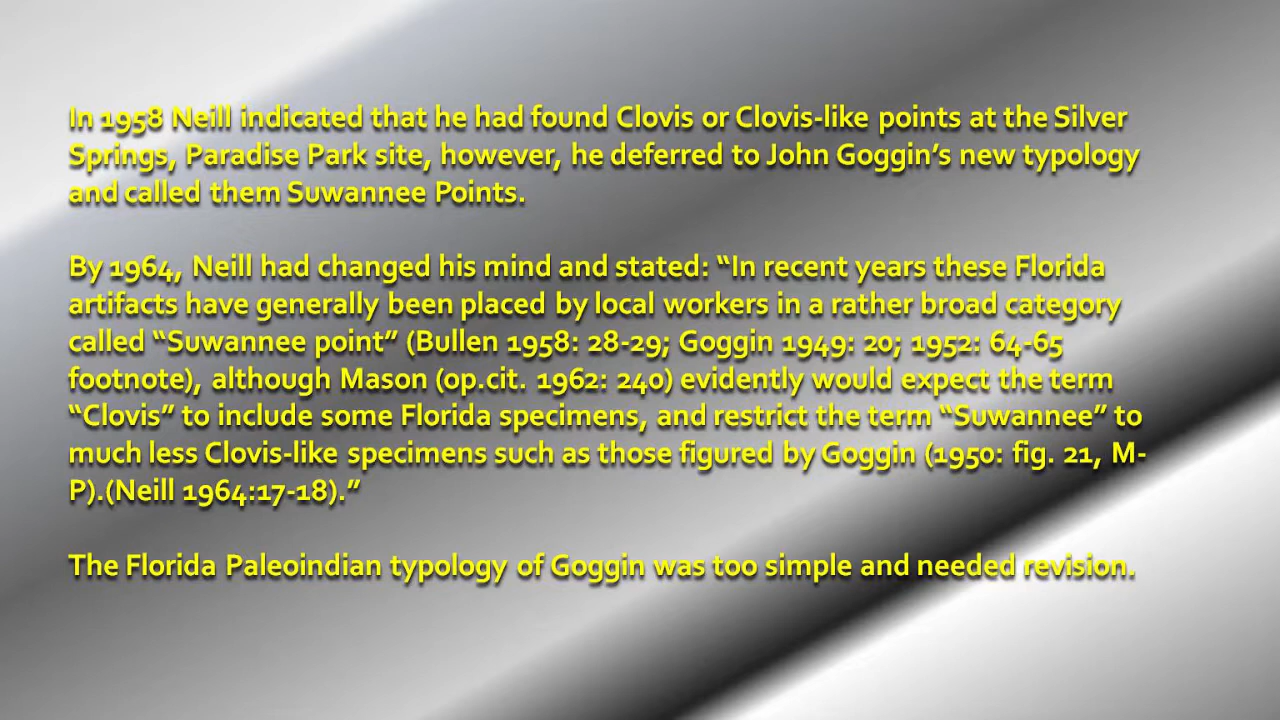 In 1958 Neill indicated that he had found Clovis or Clovis-like points at the Silver
Springs, Paradise Park site, however, he deferred to John Goggin’s new typology
and called them Suwannee Points.
By 1964, Neill had changed his mind and stated: “In recent years these Florida
artifacts have generally been placed by local workers in a rather broad category
called “Suwannee point” (Bullen 1958: 28-29; Goggin 1949: 20; 1952: 64-65
footnote), although Mason (op.cit. 1962: 240) evidently would expect the term
“Clovis” to include some Florida specimens, and restrict the term “Suwannee” to
much less Clovis-like specimens such as those figured by Goggin (1950: fig. 21, M-
P).(Neill 1964:17-18).”
The Florida Paleoindian typology of Goggin was too simple and needed revision.